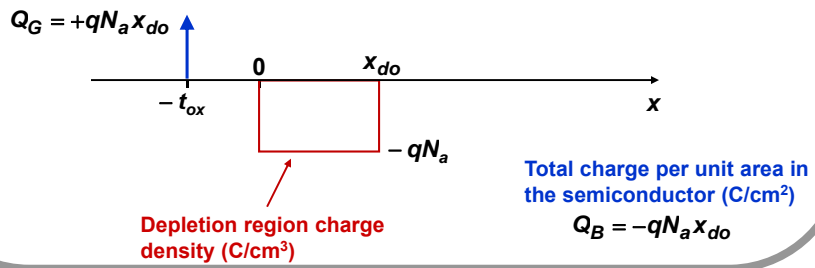 Q_G = +qN_a x_do
0
x_do
– t_ox
x
– qN_a
Total charge per unit area in
the semiconductor (C/cm²)
Q_B = –qN_a x_do
Depletion region charge
density (C/cm³)